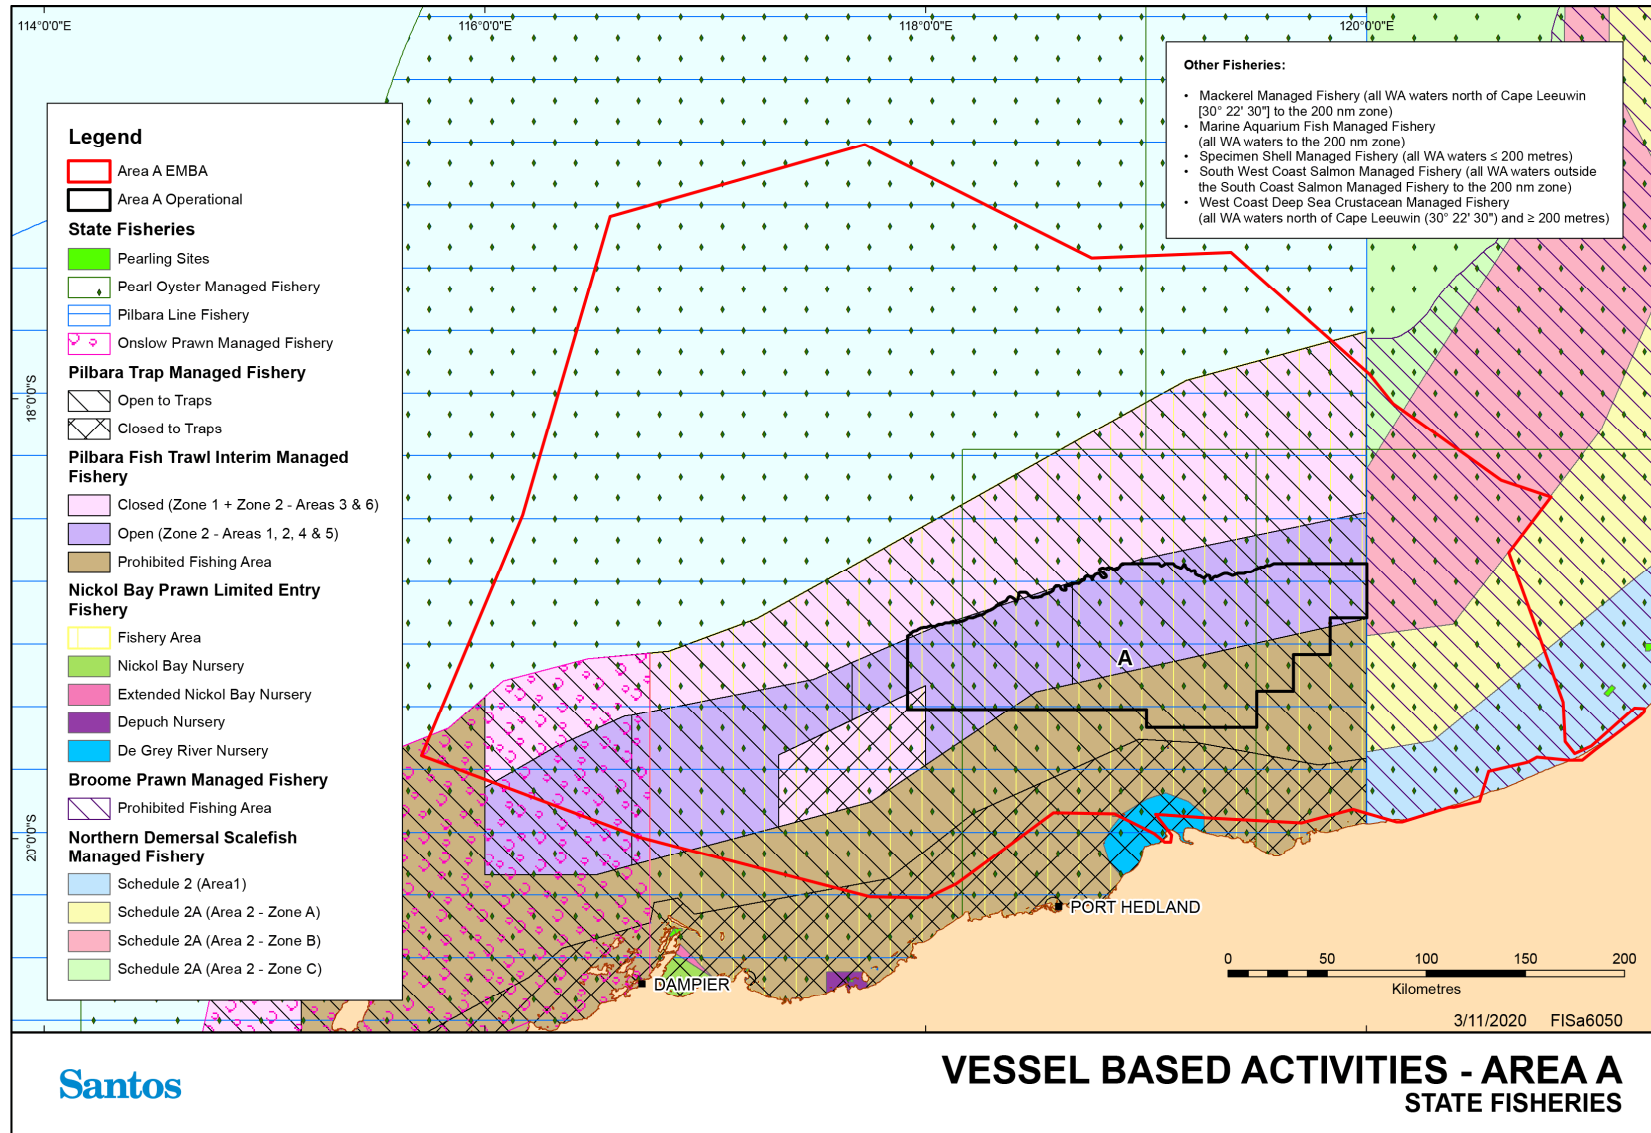 114°0'0"E
116°0'0"E
118°0'0"E
120°0'0"E
18°0'0"S
20°0'0"S
Legend
Area A EMBA
Area A Operational
State Fisheries
Pearling Sites
Pearl Oyster Managed Fishery
Pilbara Line Fishery
Onslow Prawn Managed Fishery
Pilbara Trap Managed Fishery
Open to Traps
Closed to Traps
Pilbara Fish Trawl Interim Managed
Fishery
Closed (Zone 1 + Zone 2 - Areas 3 & 6)
Open (Zone 2 - Areas 1, 2, 4 & 5)
Prohibited Fishing Area
Nickol Bay Prawn Limited Entry
Fishery
Fishery Area
Nickol Bay Nursery
Extended Nickol Bay Nursery
Depuch Nursery
De Grey River Nursery
Broome Prawn Managed Fishery
Prohibited Fishing Area
Northern Demersal Scalefish
Managed Fishery
Schedule 2 (Area1)
Schedule 2A (Area 2 - Zone A)
Schedule 2A (Area 2 - Zone B)
Schedule 2A (Area 2 - Zone C)
Other Fisheries:
• Mackerel Managed Fishery (all WA waters north of Cape Leeuwin
[30° 22' 30"] to the 200 nm zone)
• Marine Aquarium Fish Managed Fishery
(all WA waters to the 200 nm zone)
• Specimen Shell Managed Fishery (all WA waters ≤ 200 metres)
• South West Coast Salmon Managed Fishery (all WA waters outside
the South Coast Salmon Managed Fishery to the 200 nm zone)
• West Coast Deep Sea Crustacean Managed Fishery
(all WA waters north of Cape Leeuwin (30° 22' 30") and ≥ 200 metres)
A
PORT HEDLAND
DAMPIER
0 50 100 150 200
Kilometres
3/11/2020 FISa6050
Santos
VESSEL BASED ACTIVITIES - AREA A
STATE FISHERIES